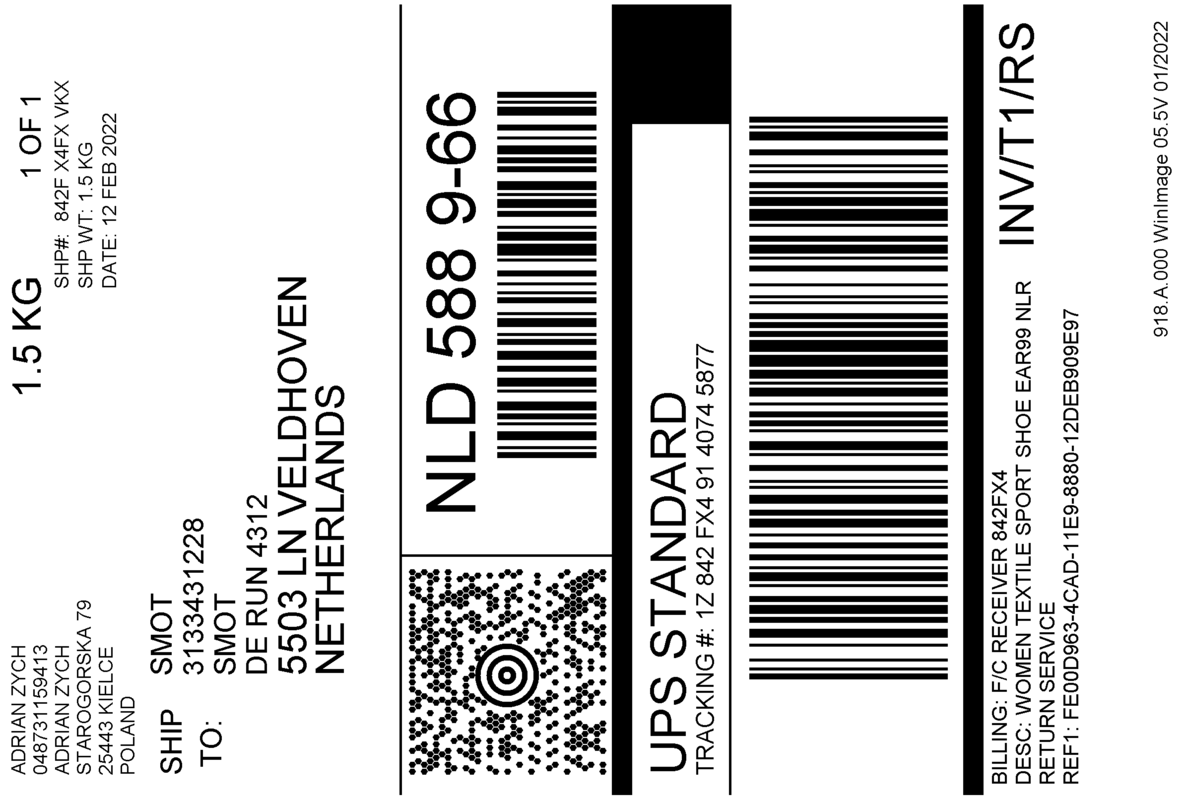 ADRIAN ZYCH
048731159413
ADRIAN ZYCH
STAROGORSKA 79
25443 KIELCE
POLAND
1.5 KG
1 OF 1
SHP#: 842F X4FX VKX
SHP WT: 1.5 KG
DATE: 12 FEB 2022
SHIP
TO:
SMOT
31334431228
SMOT
DE RUN 4312
5503 LN VELDHOVEN
NETHERLANDS
NLD 588 9-66
UPS STANDARD
TRACKING #: 1Z 842 FX4 91 4074 5877
BILLING: F/C RECEIVER 842FX4
DESC: WOMEN TEXTILE SPORT SHOE EAR99 NLR
RETURN SERVICE
REF1: FE00D963-4CAD-11E9-8880-12DEB909E97
INV/T1/RS
918.A.000 WinImage 05.5V 01/2022